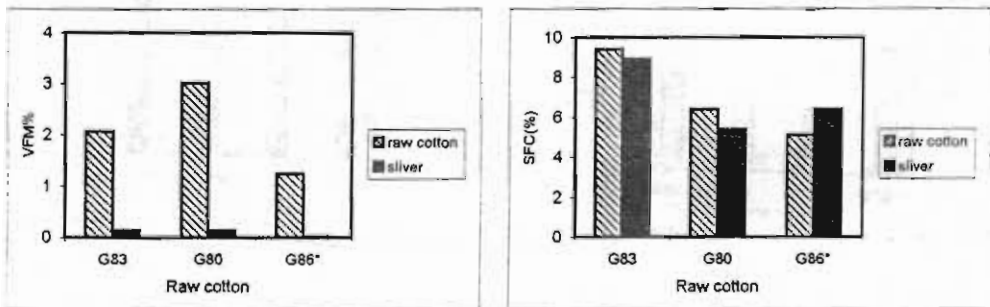 4
3
2
1
0
VFM%
G83 G80 G86*
Raw cotton
raw cotton
sliver
10
8
6
4
2
0
SFC(%)
G83 G80 G86*
Raw cotton
raw cotton
sliver